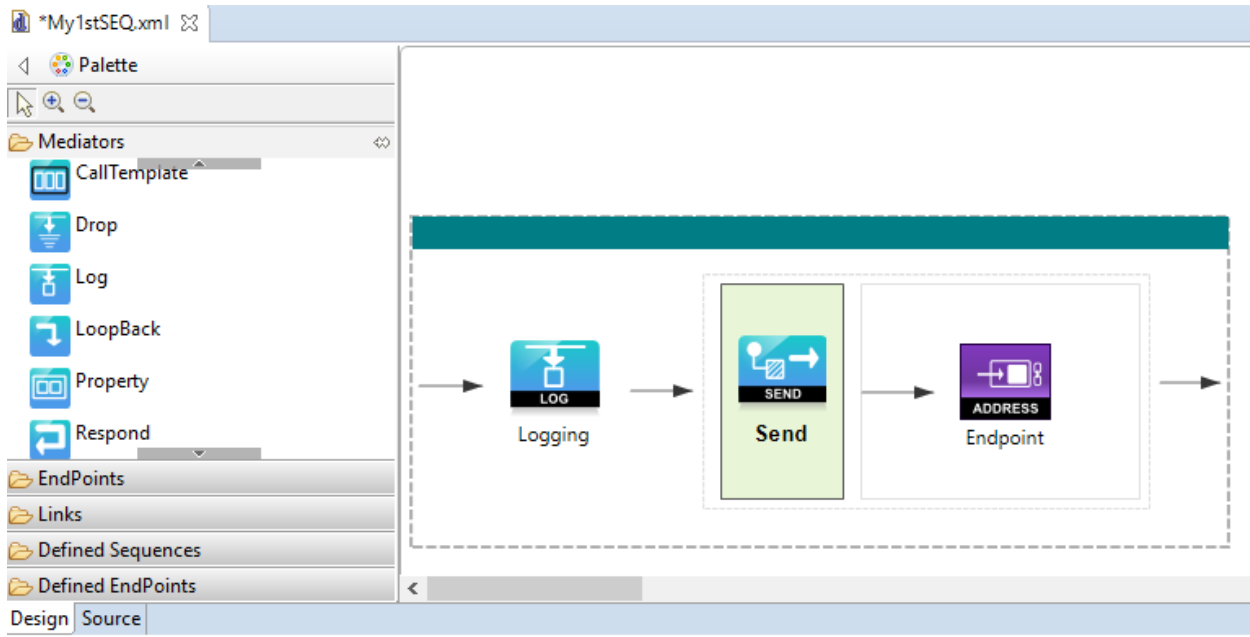 *My1stSEQ.xml
Palette
Mediators
CallTemplate
Drop
Log
LoopBack
Property
Respond
EndPoints
Links
Defined Sequences
Defined EndPoints
Design Source
LOG
Logging
SEND
Send
ADDRESS
Endpoint